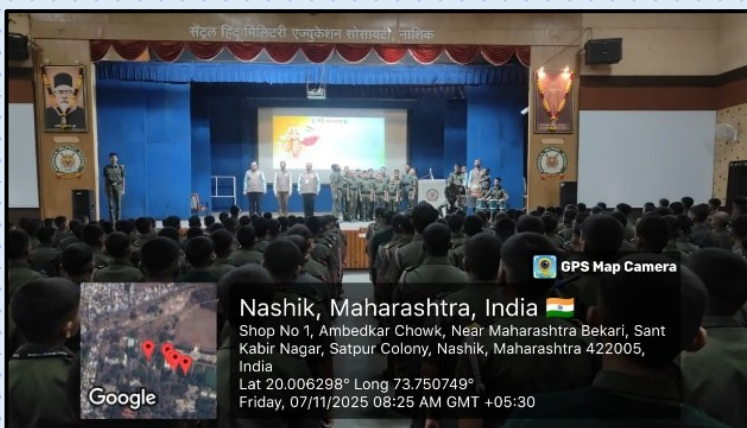 सेंट्रल हिंदू मिलिटरी एज्युकेशन सोसायटी, नाशिक
GPS Map Camera
Nashik, Maharashtra, India
Shop No 1, Ambedkar Chowk, Near Maharashtra Bekari, Sant
Kabir Nagar, Satpur Colony, Nashik, Maharashtra 422005,
India
Lat 20.006298° Long 73.750749°
Friday, 07/11/2025 08:25 AM GMT +05:30
Google